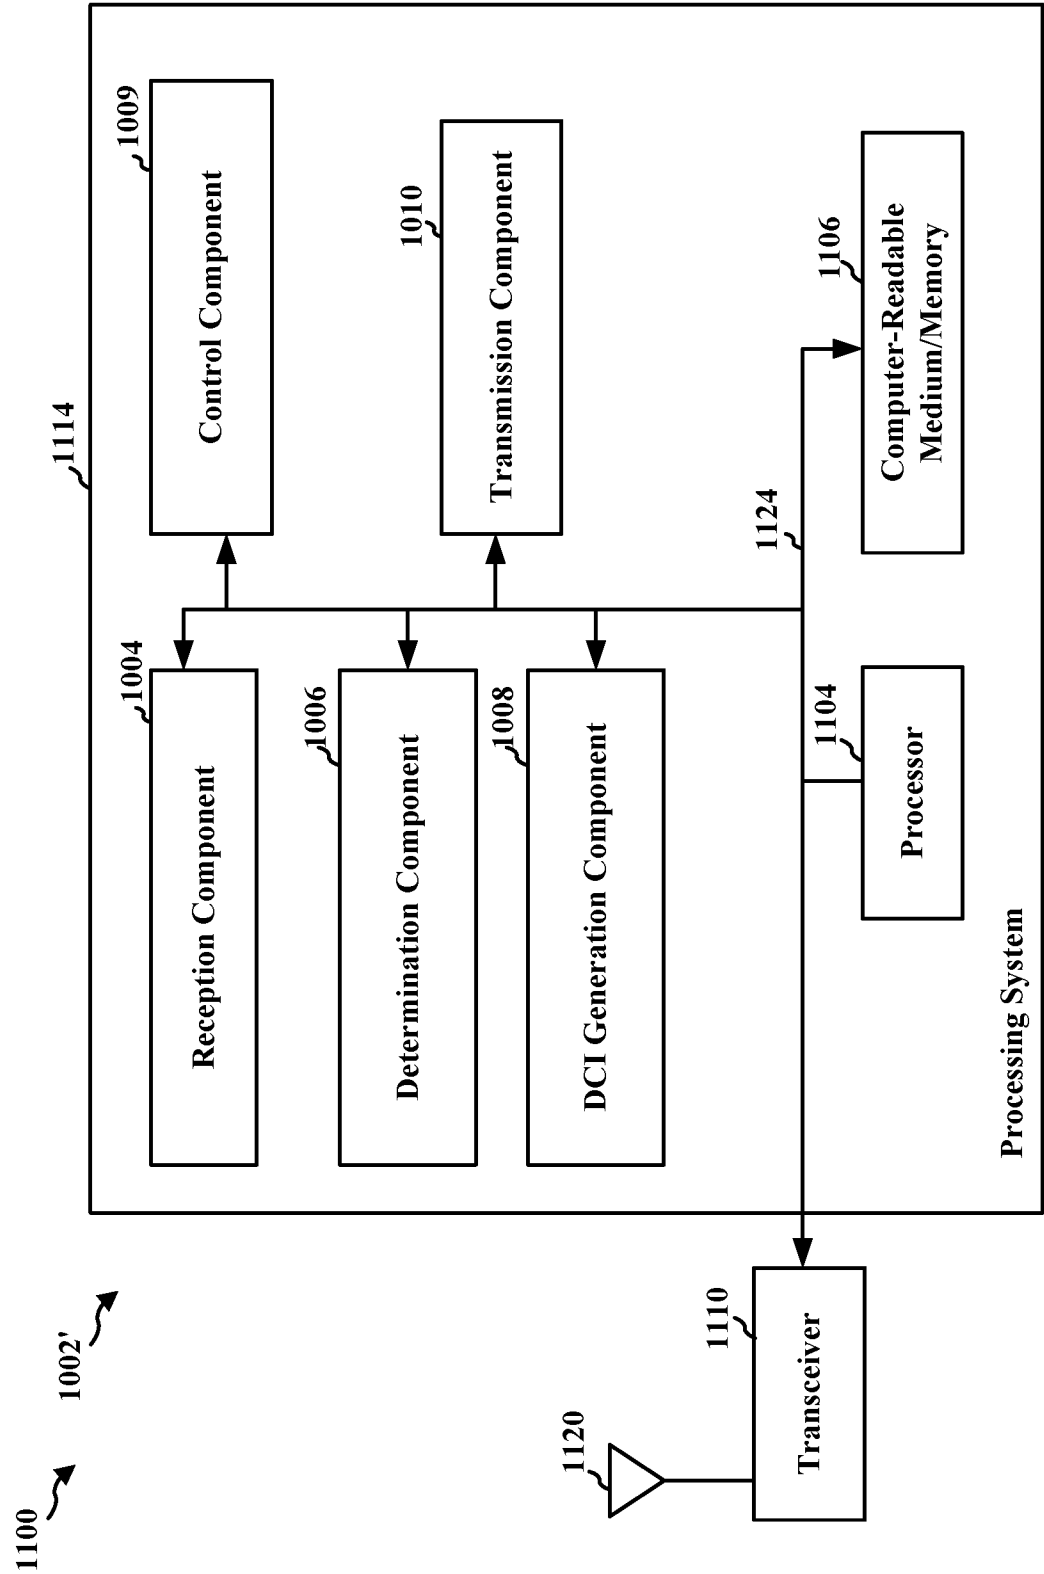 1100
1002'
1114
1004
Reception Component
1009
Control Component
1006
Determination Component
1010
Transmission Component
1008
DCI Generation Component
1120
1110
Transceiver
1124
1104
Processor
1106
Computer-Readable
Medium/Memory
Processing System